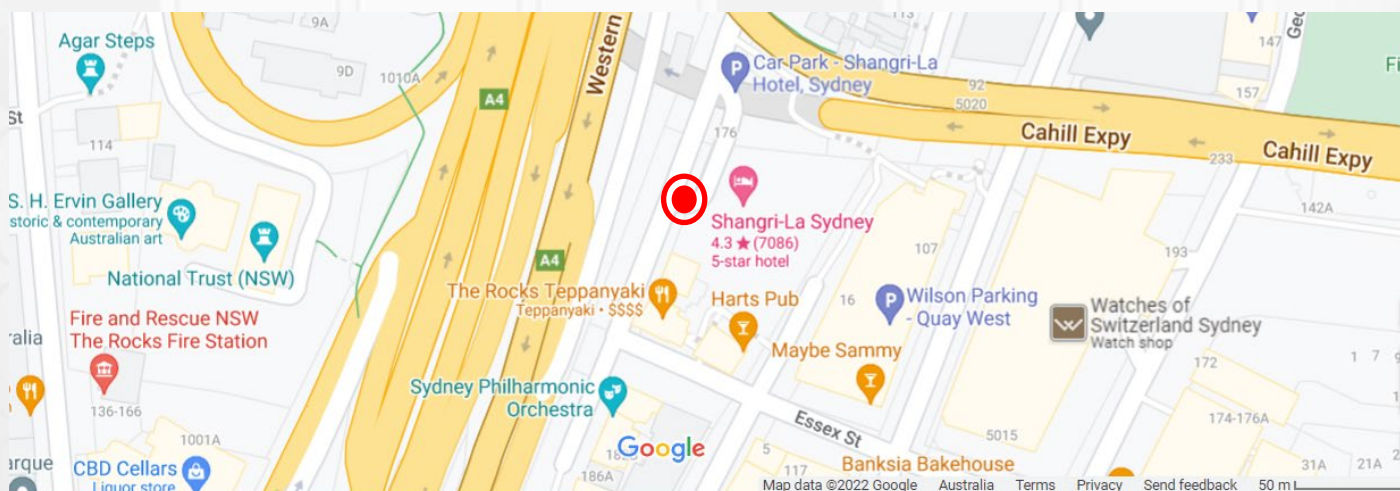 9A
Agar Steps
9D
1010A
St
114
A4
Western
Car Park - Shangri-La
Hotel, Sydney
113
147
92
5020
157
Cahill Expy
233
Cahill Expy
176
S. H. Ervin Gallery
storic & contemporary
Australian art
National Trust (NSW)
Shangri-La Sydney
4.3 ★ (7086)
5-star hotel
142A
107
193
A4
The Rocks Teppanyaki
Teppanyaki • $$$$
Harts Pub
16
Wilson Parking
- Quay West
Watches of
Switzerland Sydney
Watch shop
Fire and Rescue NSW
The Rocks Fire Station
ralia
Maybe Sammy
172
1 7 9
Sydney Philharmonic
Orchestra
136-166
174-176A
Essex St
1001A
5015
Google
186A
5
117
arque
CBD Cellars
Liquor store
Banksia Bakehouse
31A
21A
Map data ©2022 Google Australia Terms Privacy Send feedback 50 m